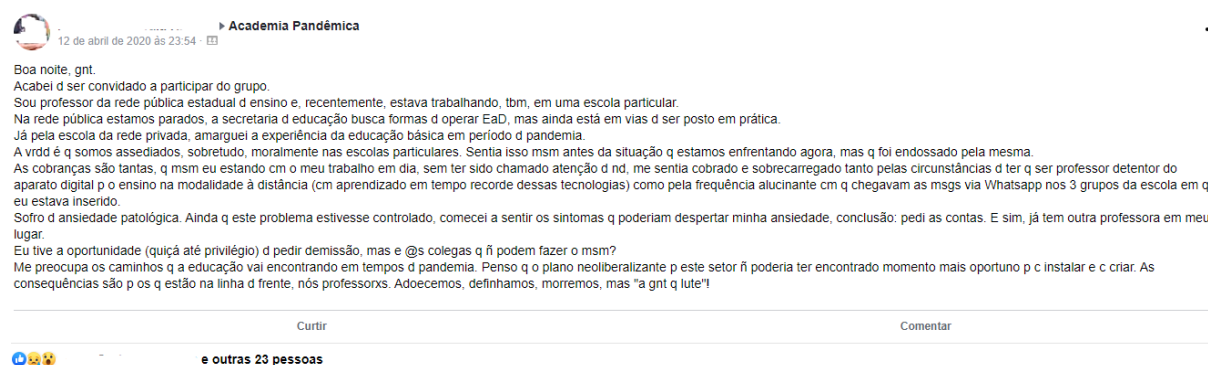 Academia Pandêmica
12 de abril de 2020 às 23:54 ·
Boa noite, gnt.
Acabei d ser convidado a participar do grupo.
Sou professor da rede pública estadual d ensino e, recentemente, estava trabalhando, tbm, em uma escola particular.
Na rede pública estamos parados, a secretaria d educação busca formas d operar EaD, mas ainda está em vias d ser posto em prática.
Já pela escola da rede privada, amarguei a experiência da educação básica em período d pandemia.
A vrdd é q somos assediados, sobretudo, moralmente nas escolas particulares. Sentia isso msm antes da situação q estamos enfrentando agora, mas q foi endossado pela mesma.
As cobranças são tantas, q msm eu estando cm o meu trabalho em dia, sem ter sido chamado atenção d nd, me sentia cobrado e sobrecarregado tanto pelas circunstâncias d ter q ser professor detentor do
aparato digital p o ensino na modalidade à distância (cm aprendizado em tempo recorde dessas tecnologias) como pela frequência alucinante cm q chegavam as msgs via Whatsapp nos 3 grupos da escola em q
eu estava inserido.
Sofro d ansiedade patológica. Ainda q este problema estivesse controlado, comecei a sentir os sintomas q poderiam despertar minha ansiedade, conclusão: pedi as contas. E sim, já tem outra professora em meu
lugar.
Eu tive a oportunidade (quiçá até privilégio) d pedir demissão, mas e @s colegas q ñ podem fazer o msm?
Me preocupa os caminhos q a educação vai encontrando em tempos d pandemia. Penso q o plano neoliberalizante p este setor ñ poderia ter encontrado momento mais oportuno p c instalar e c criar. As
consequências são p os q estão na linha d frente, nós professorxs. Adoecemos, definhamos, morremos, mas "a gnt q lute"!
Curtir Comentar
e outras 23 pessoas